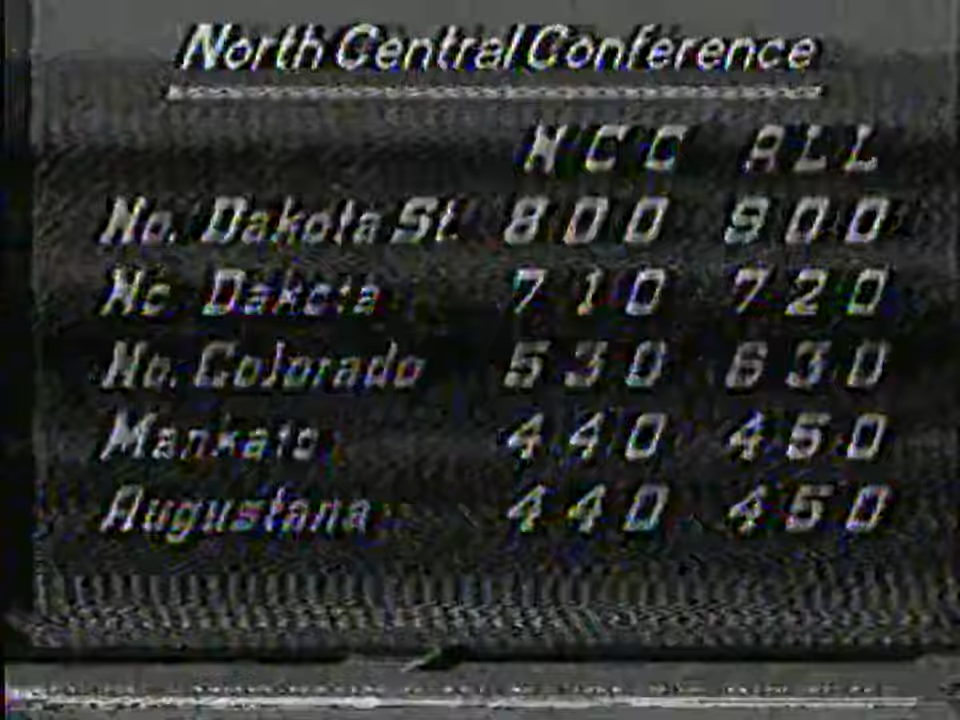 North Central Conference
NCC ALL
No. Dakota St. 8 0 0 9 0 0
No. Dakota 7 1 0 7 2 0
No. Colorado 5 3 0 6 3 0
Mankato 4 4 0 4 5 0
Augustana 4 4 0 4 5 0